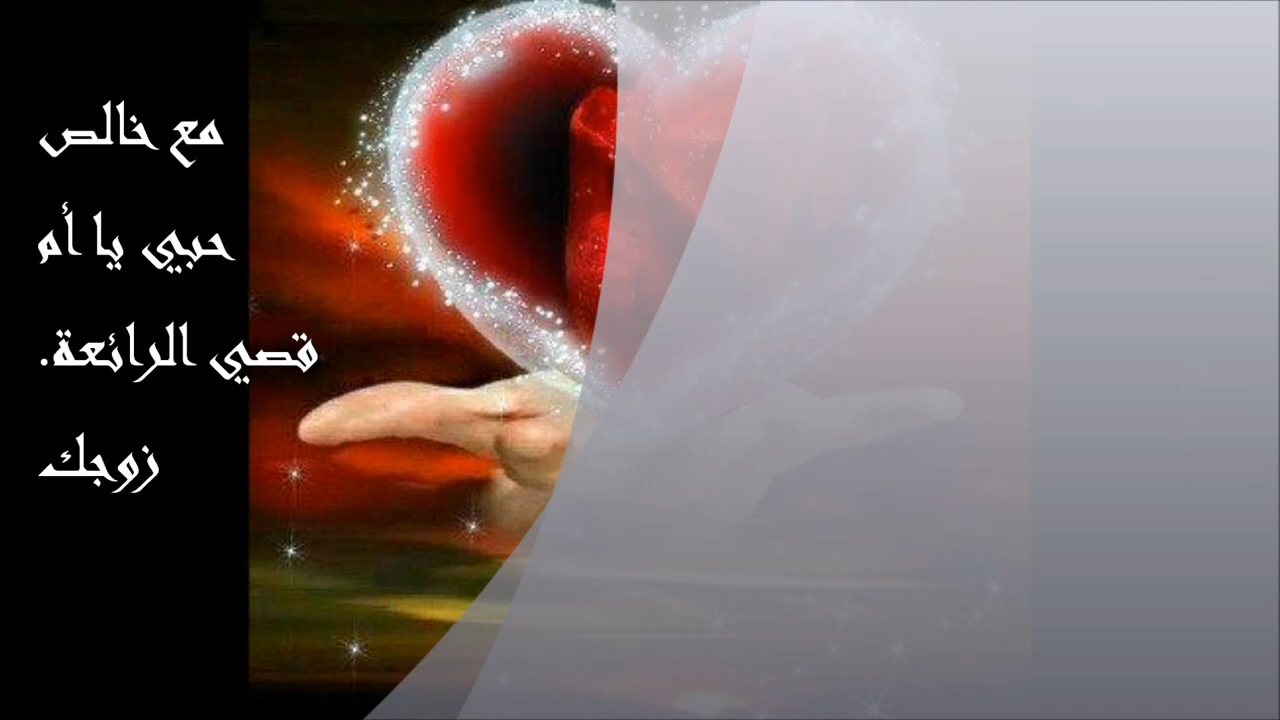 مع خالص
حبي يا أم
قصي الرائعة.
زوجك